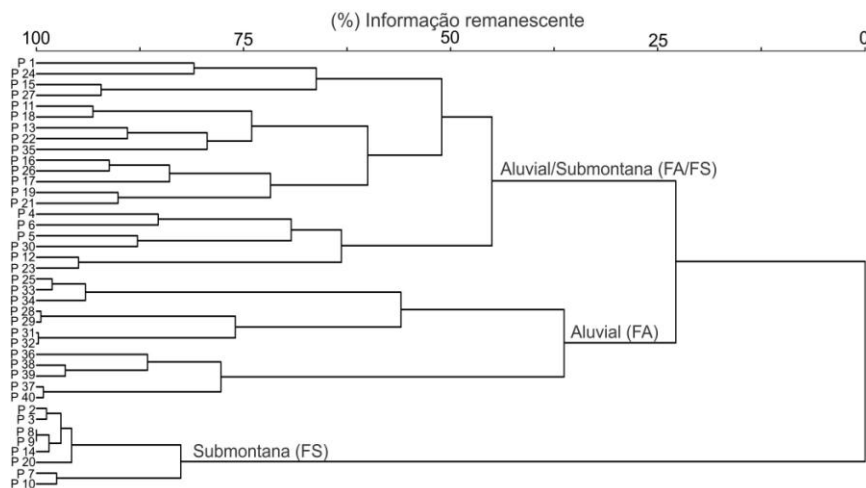 (%) Informação remanescente
100 75 50 25 0
P 1
P 24
P 15
P 27
P 11
P 18
P 13
P 22
P 35
P 16
P 26
P 17
P 19
P 21
P 4
P 6
P 5
P 30
P 12
P 23
P 25
P 33
P 34
P 28
P 29
P 31
P 32
P 36
P 38
P 39
P 37
P 40
P 2
P 3
P 8
P 9
P 14
P 20
P 7
P 10
Aluvial/Submontana (FA/FS)
Aluvial (FA)
Submontana (FS)